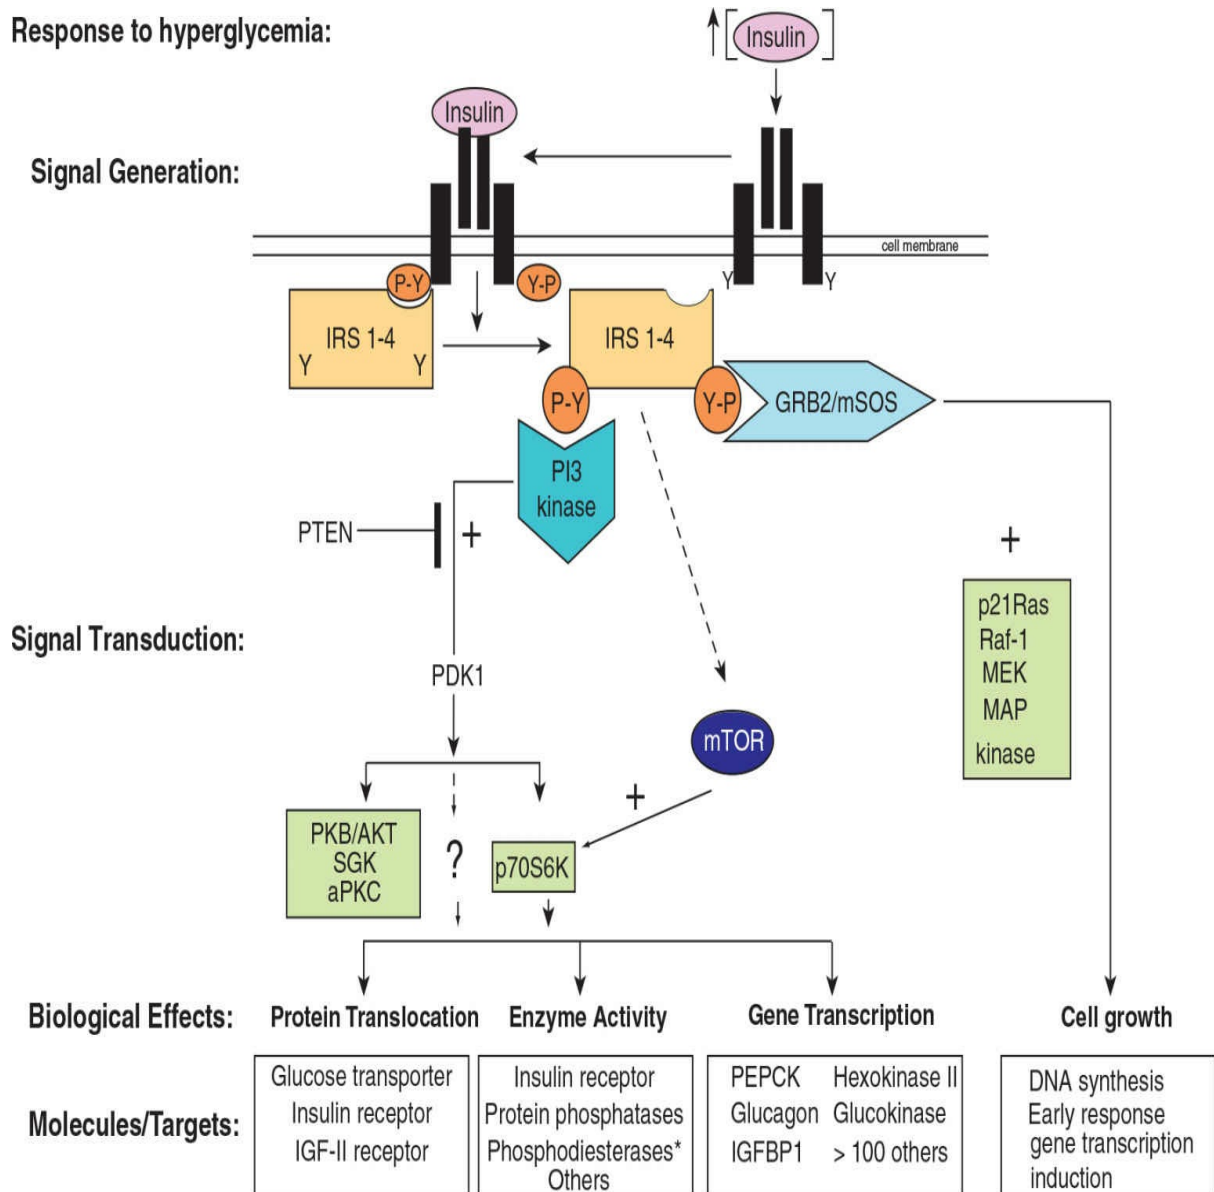 Response to hyperglycemia:
Insulin
Insulin
Signal Generation:
cell membrane
P-Y
Y-P
Y
Y
IRS 1-4
Y
Y
IRS 1-4
P-Y
Y-P
GRB2/mSOS
PI3
kinase
PTEN
+
+
p21Ras
Raf-1
MEK
MAP
kinase
Signal Transduction:
PDK1
mTOR
+
PKB/AKT
SGK
aPKC
?
p70S6K
Biological Effects:
Protein Translocation
Enzyme Activity
Gene Transcription
Cell growth
Molecules/Targets:
Glucose transporter
Insulin receptor
IGF-II receptor
Insulin receptor
Protein phosphatases
Phosphodiesterases*
Others
PEPCK Hexokinase II
Glucagon Glucokinase
IGFBP1 > 100 others
DNA synthesis
Early response
gene transcription
induction